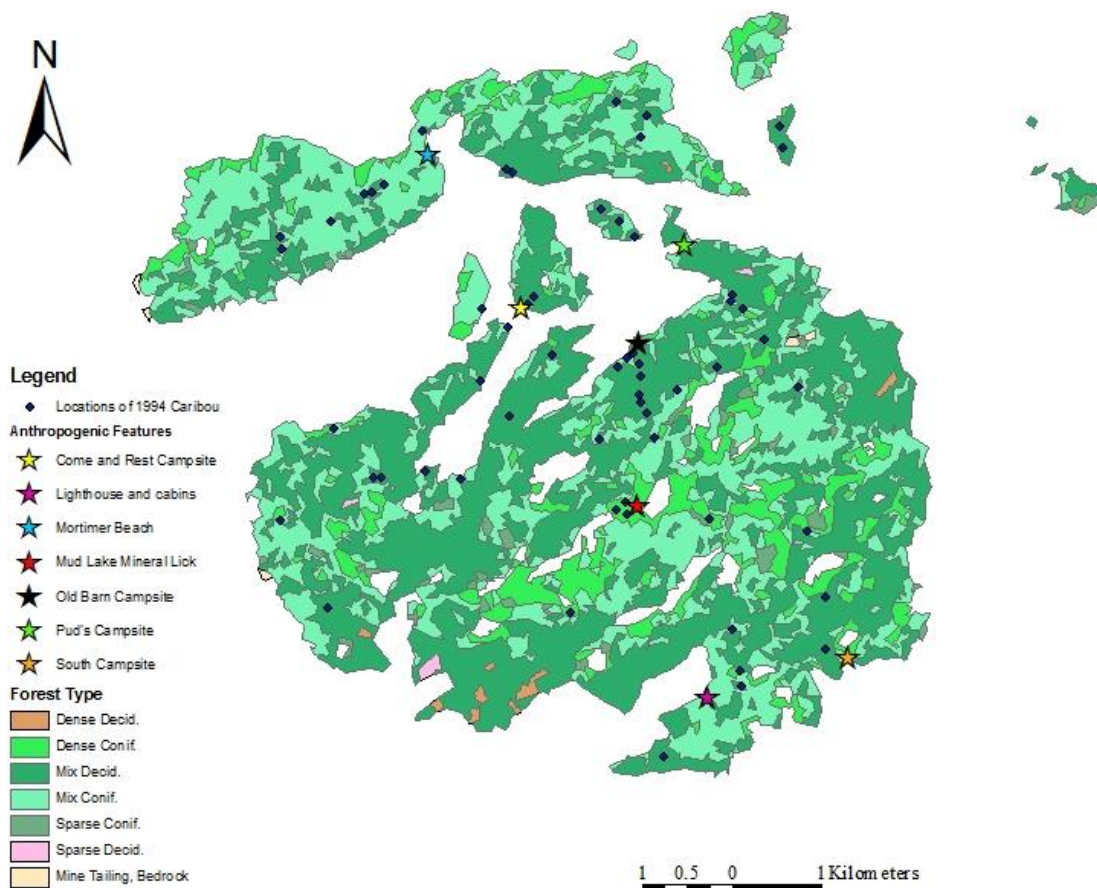 N
Legend
Locations of 1994 Caribou
Anthropogenic Features
Come and Rest Campsite
Lighthouse and cabins
Mortimer Beach
Mud Lake Mineral Lick
Old Barn Campsite
Pud's Campsite
South Campsite
Forest Type
Dense Decid.
Dense Conif.
Mix Decid.
Mix Conif.
Sparse Conif.
Sparse Decid.
Mine Tailing, Bedrook
1 0.5 0 1 Kilometers